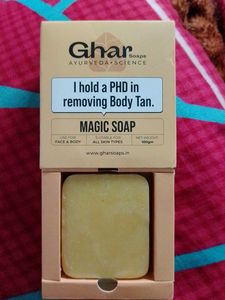 Ghar Soaps
AYURVEDA+SCIENCE
I hold a PHD in
removing Body Tan.
MAGIC SOAP
USE FOR SUITABLE FOR NET WEIGHT
FACE & BODY ALL SKIN TYPES 100gm
www.gharsoaps.in